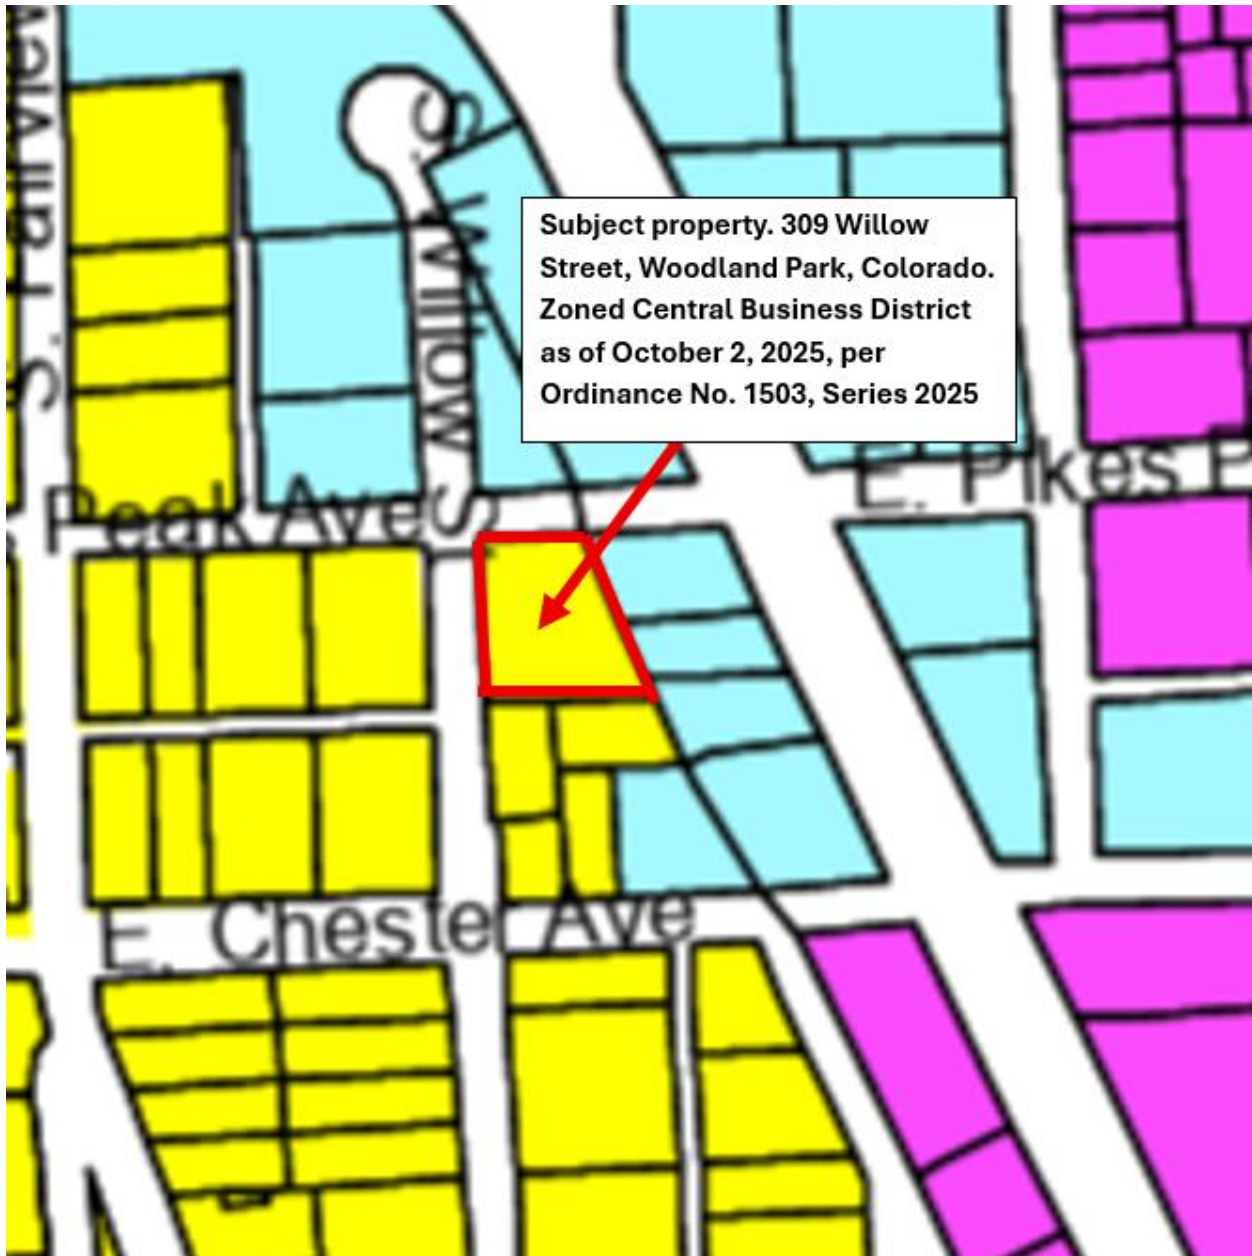 S. Fairview
S. Willow S.
Subject property. 309 Willow
Street, Woodland Park, Colorado.
Zoned Central Business District
as of October 2, 2025, per
Ordinance No. 1503, Series 2025
E. Pikes P
Peak Ave
E. Chester Ave